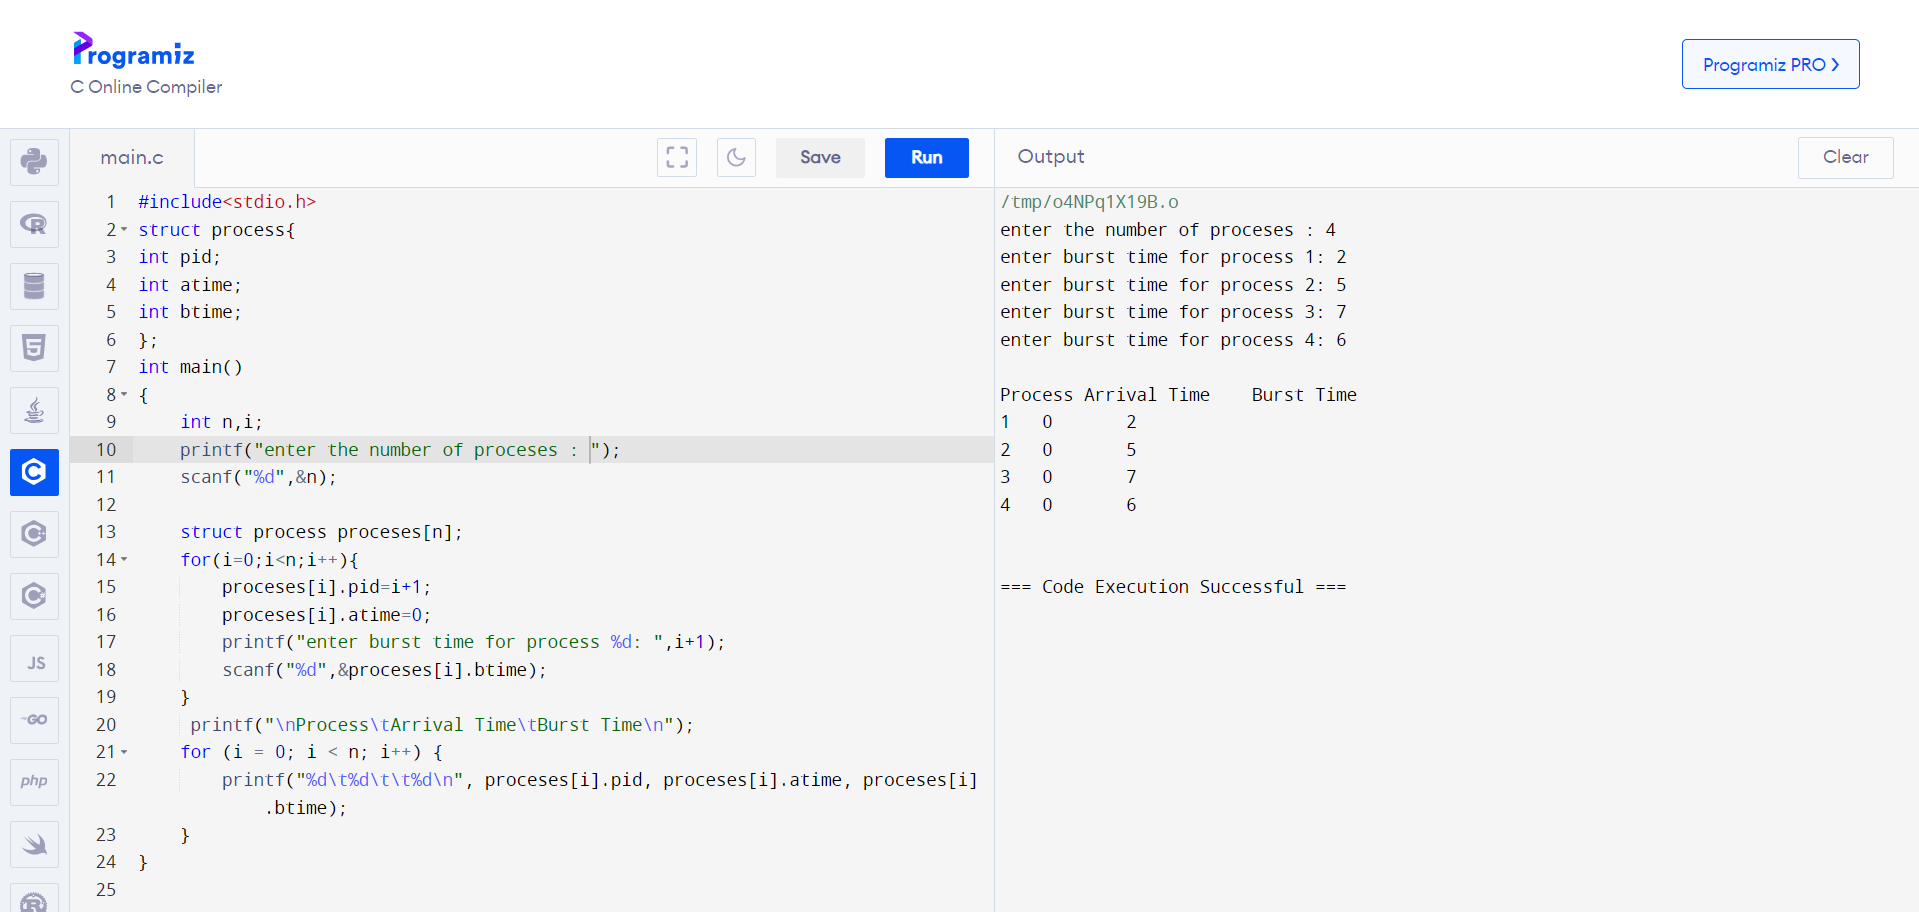 Programiz
C Online Compiler
Programiz PRO >
main.c
Save
Run
Output
Clear
1 #include<stdio.h>
2 struct process{
3 int pid;
4 int atime;
5 int btime;
6 };
7 int main()
8 {
9     int n,i;
10     printf("enter the number of proceses : ");
11     scanf("%d",&n);
12
13     struct process proceses[n];
14     for(i=0;i<n;i++){
15         proceses[i].pid=i+1;
16         proceses[i].atime=0;
17         printf("enter burst time for process %d: ",i+1);
18         scanf("%d",&proceses[i].btime);
19     }
20      printf("\nProcess\tArrival Time\tBurst Time\n");
21     for (i = 0; i < n; i++) {
22         printf("%d\t%d\t\t%d\n", proceses[i].pid, proceses[i].atime, proceses[i]
            .btime);
23     }
24 }
25
/tmp/o4NPq1X19B.o
enter the number of proceses : 4
enter burst time for process 1: 2
enter burst time for process 2: 5
enter burst time for process 3: 7
enter burst time for process 4: 6
Process Arrival Time    Burst Time
1   0       2
2   0       5
3   0       7
4   0       6
=== Code Execution Successful ===
R
5
C
C
C
JS
GO
php
R